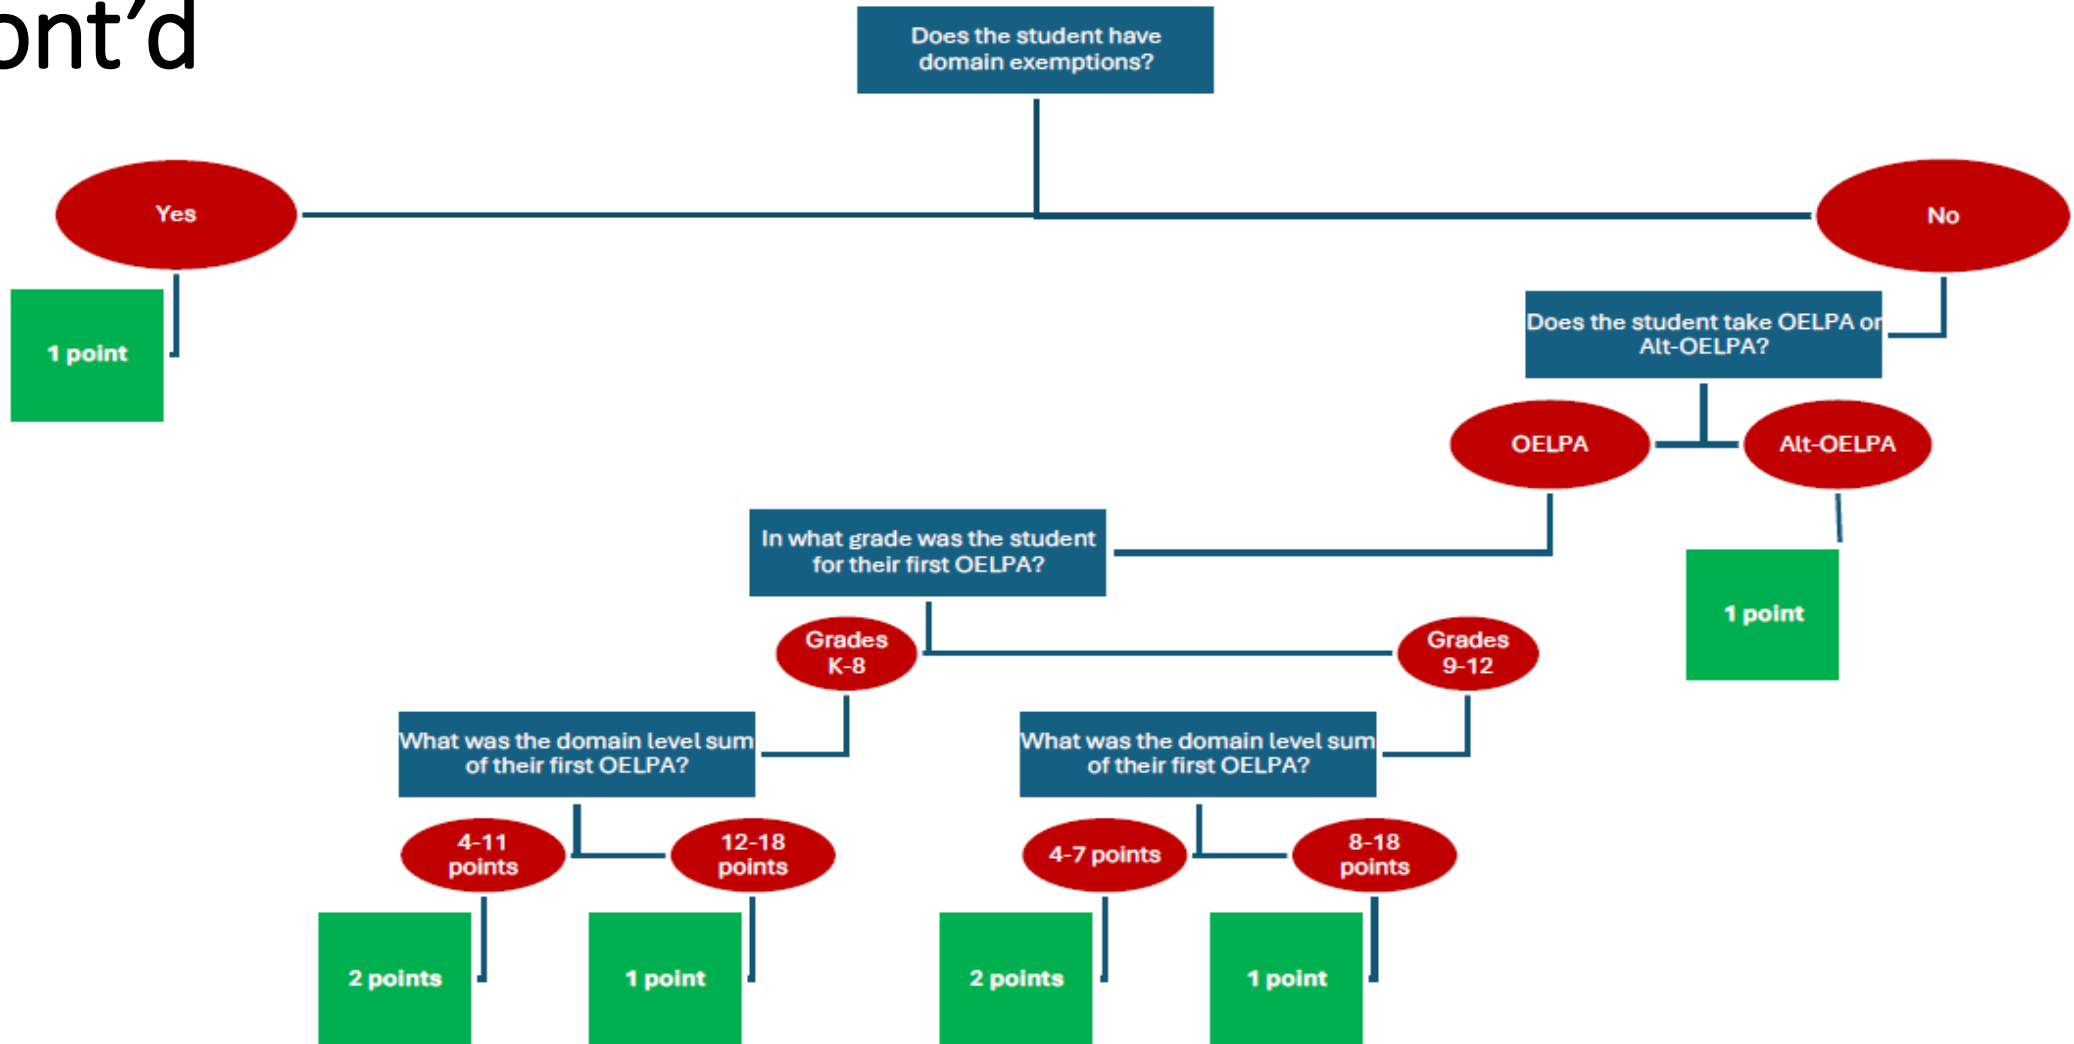 ont’d
Does the student have
domain exemptions?
Yes
No
1 point
Does the student take OELPA or
Alt-OELPA?
OELPA
Alt-OELPA
In what grade was the student
for their first OELPA?
1 point
Grades
K-8
Grades
9-12
What was the domain level sum
of their first OELPA?
What was the domain level sum
of their first OELPA?
4-11
points
12-18
points
4-7 points
8-18
points
2 points
1 point
2 points
1 point